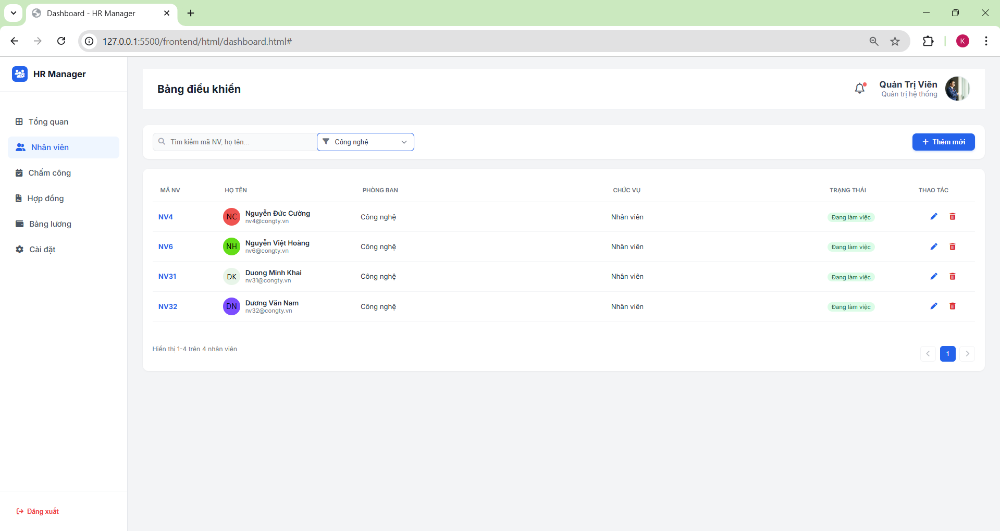 Dashboard - HR Manager
127.0.0.1:5500/frontend/html/dashboard.html#
K
HR Manager
Bảng điều khiển
Quản Trị Viên
Quản trị hệ thống
Tổng quan
Nhân viên
Chấm công
Hợp đồng
Bảng lương
Cài đặt
Đăng xuất
Tìm kiếm mã NV, họ tên...
Công nghệ
Thêm mới
MÃ NV HỌ TÊN PHÒNG BAN CHỨC VỤ TRẠNG THÁI THAO TÁC
NV4 NC Nguyễn Đức Cường Công nghệ Nhân viên Đang làm việc
nv4@congty.vn
NV6 NH Nguyễn Việt Hoàng Công nghệ Nhân viên Đang làm việc
nv6@congty.vn
NV31 DK Duong Minh Khai Công nghệ Nhân viên Đang làm việc
nv31@congty.vn
NV32 DN Dương Văn Nam Công nghệ Nhân viên Đang làm việc
nv32@congty.vn
Hiển thị 1-4 trên 4 nhân viên
1